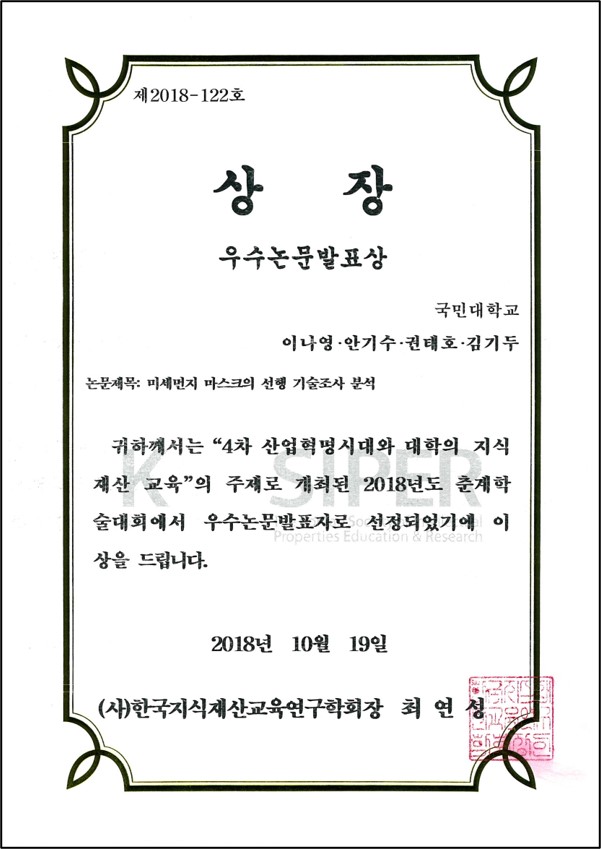 제2018-122호
상 장
우수논문발표상
국민대학교
이나영·안기수·권태호·김기두
논문제목: 미세먼지 마스크의 선행 기술조사 분석
귀하께서는 “4차 산업혁명시대와 대학의 지식
재산 교육”의 주제로 개최된 2018년도 춘계학
술대회에서 우수논문발표자로 선정되었기에 이
상을 드립니다.
K SIPER
Properties Education & Research
2018년 10월 19일
(사)한국지식재산교육연구학회장 최 연 성